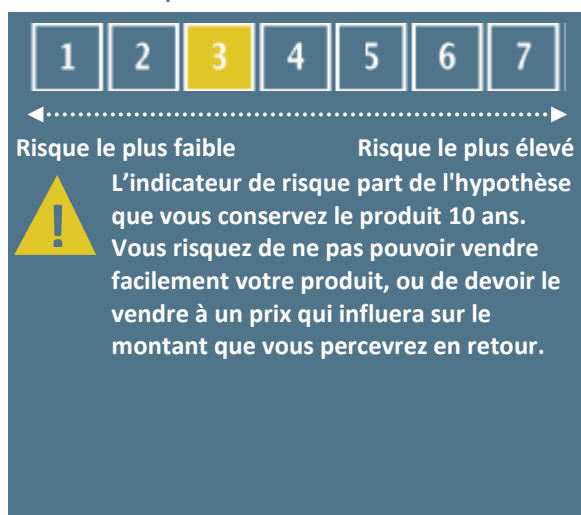 1 2 3 4 5 6 7
Risque le plus faible Risque le plus élevé
L’indicateur de risque part de l'hypothèse
que vous conservez le produit 10 ans.
Vous risquez de ne pas pouvoir vendre
facilement votre produit, ou de devoir le
vendre à un prix qui influera sur le
montant que vous percevrez en retour.